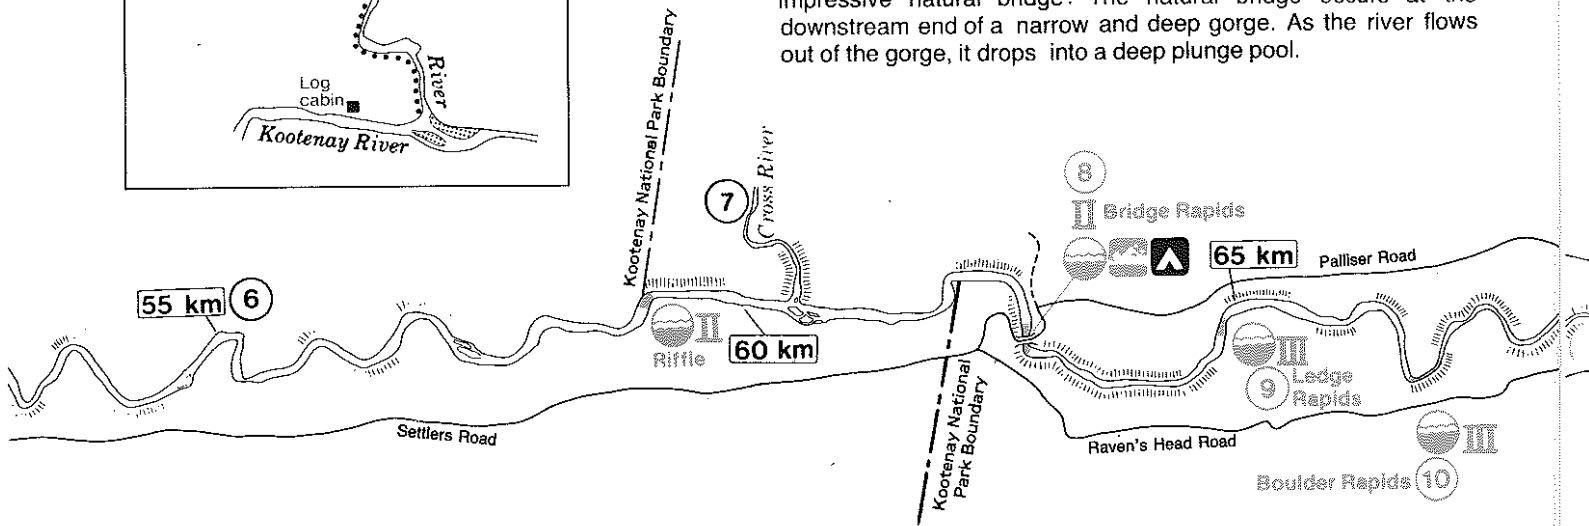 impressive natural bridge. The natural bridge occurs at the
downstream end of a narrow and deep gorge. As the river flows
out of the gorge, it drops into a deep plunge pool.
River
Log
cabin
Kootenay River
Kootenay National Park Boundary
7
Cross River
8
II Bridge Rapids
65 km
Palliser Road
55 km
6
II
Riffle
60 km
III
9
Ledge
Rapids
Settlers Road
Kootenay National
Park Boundary
Raven's Head Road
III
Boulder Rapids 10